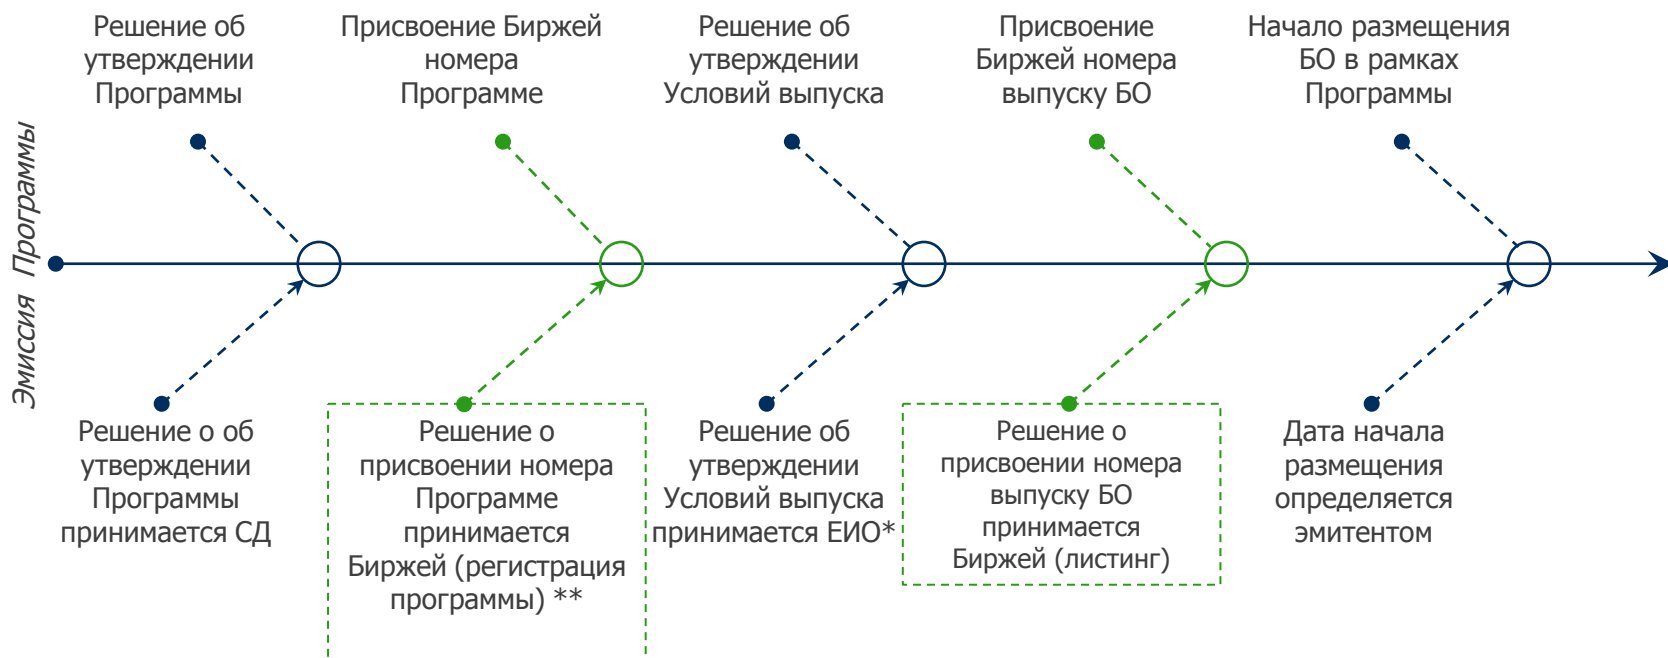 Решение об
утверждении
Программы
Присвоение Биржей
номера
Программе
Решение об
утверждении
Условий выпуска
Присвоение
Биржей номера
выпуску БО
Начало размещения
БО в рамках
Программы
Эмиссия Программы
Решение о об
утверждении
Программы
принимается СД
Решение о
присвоении номера
Программе
принимается
Биржей (регистрация
программы) **
Решение об
утверждении
Условий выпуска
принимается ЕИО*
Решение о
присвоении номера
выпуску БО
принимается
Биржей (листинг)
Дата начала
размещения
определяется
эмитентом